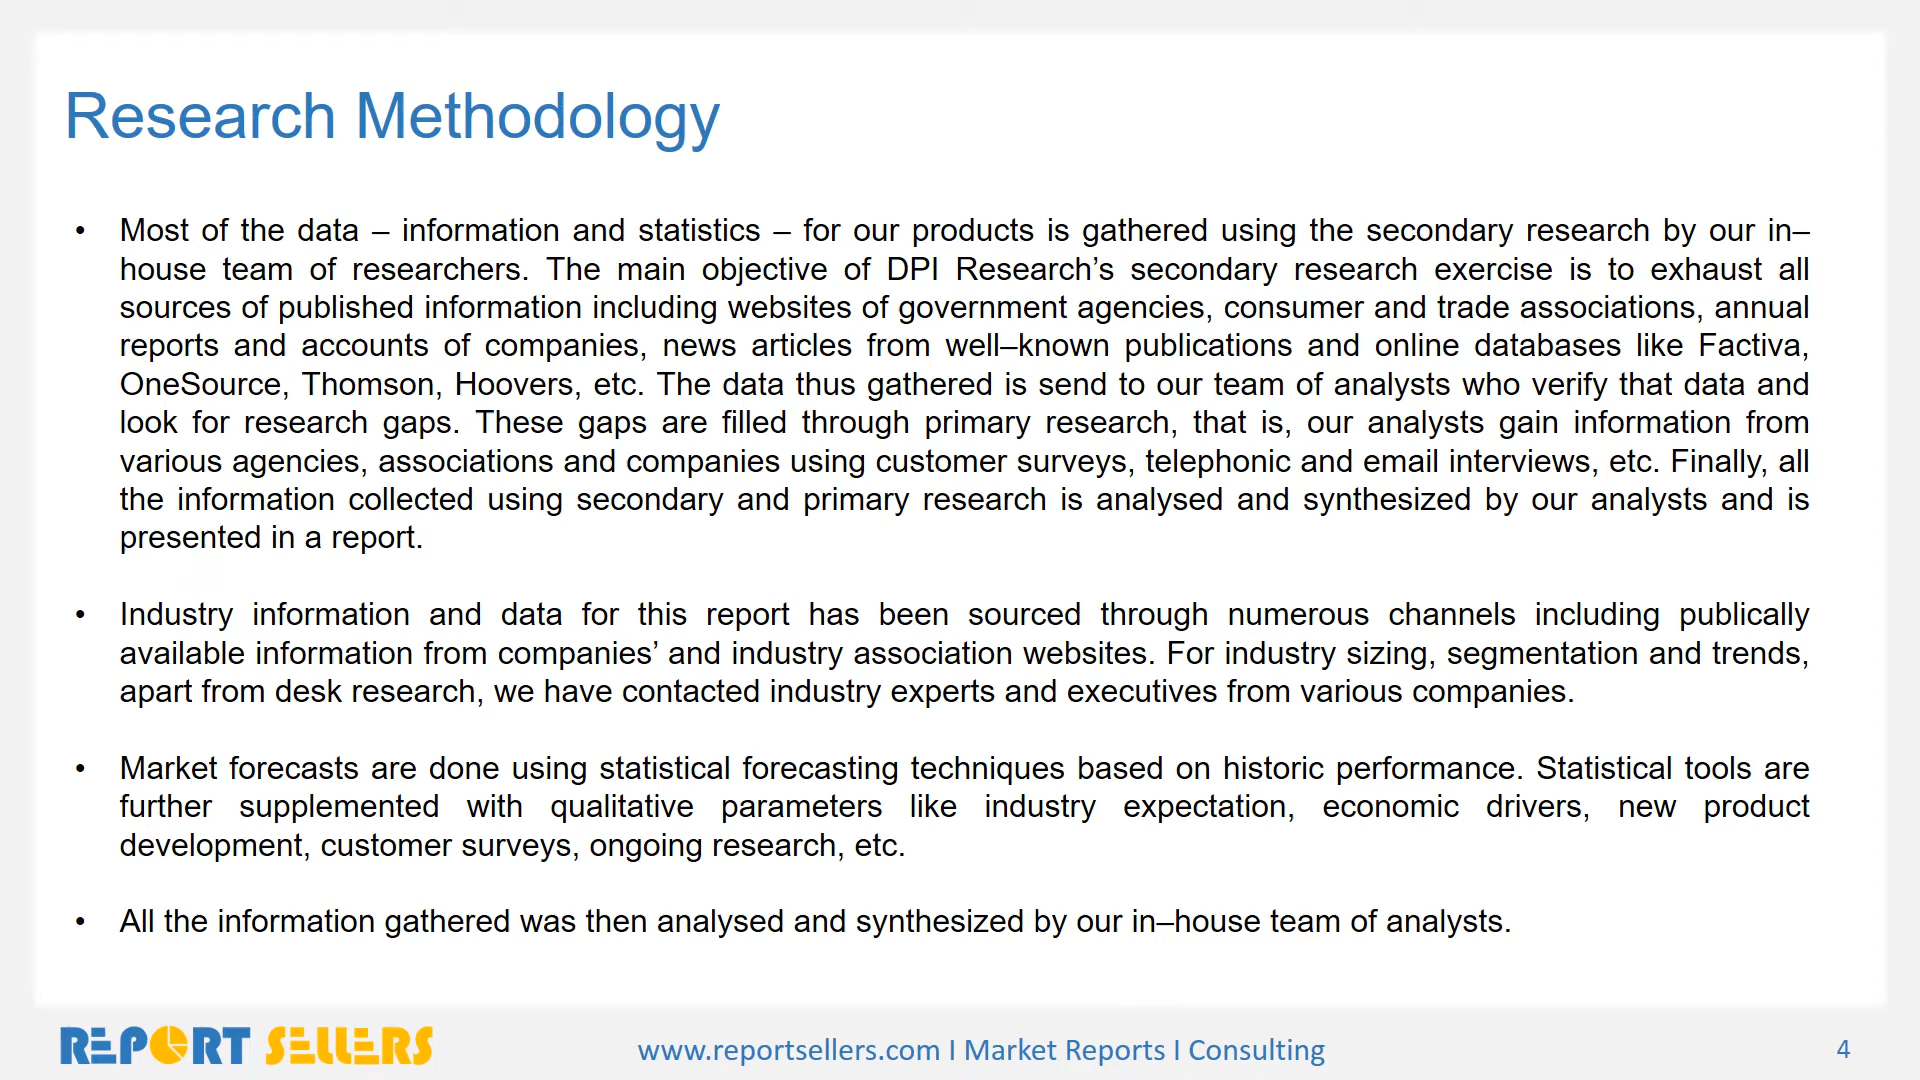 Research Methodology
• Most of the data – information and statistics – for our products is gathered using the secondary research by our in–
house team of researchers. The main objective of DPI Research’s secondary research exercise is to exhaust all
sources of published information including websites of government agencies, consumer and trade associations, annual
reports and accounts of companies, news articles from well–known publications and online databases like Factiva,
OneSource, Thomson, Hoovers, etc. The data thus gathered is send to our team of analysts who verify that data and
look for research gaps. These gaps are filled through primary research, that is, our analysts gain information from
various agencies, associations and companies using customer surveys, telephonic and email interviews, etc. Finally, all
the information collected using secondary and primary research is analysed and synthesized by our analysts and is
presented in a report.
• Industry information and data for this report has been sourced through numerous channels including publically
available information from companies’ and industry association websites. For industry sizing, segmentation and trends,
apart from desk research, we have contacted industry experts and executives from various companies.
• Market forecasts are done using statistical forecasting techniques based on historic performance. Statistical tools are
further supplemented with qualitative parameters like industry expectation, economic drivers, new product
development, customer surveys, ongoing research, etc.
• All the information gathered was then analysed and synthesized by our in–house team of analysts.
REPORT SELLERS
www.reportsellers.com I Market Reports I Consulting
4